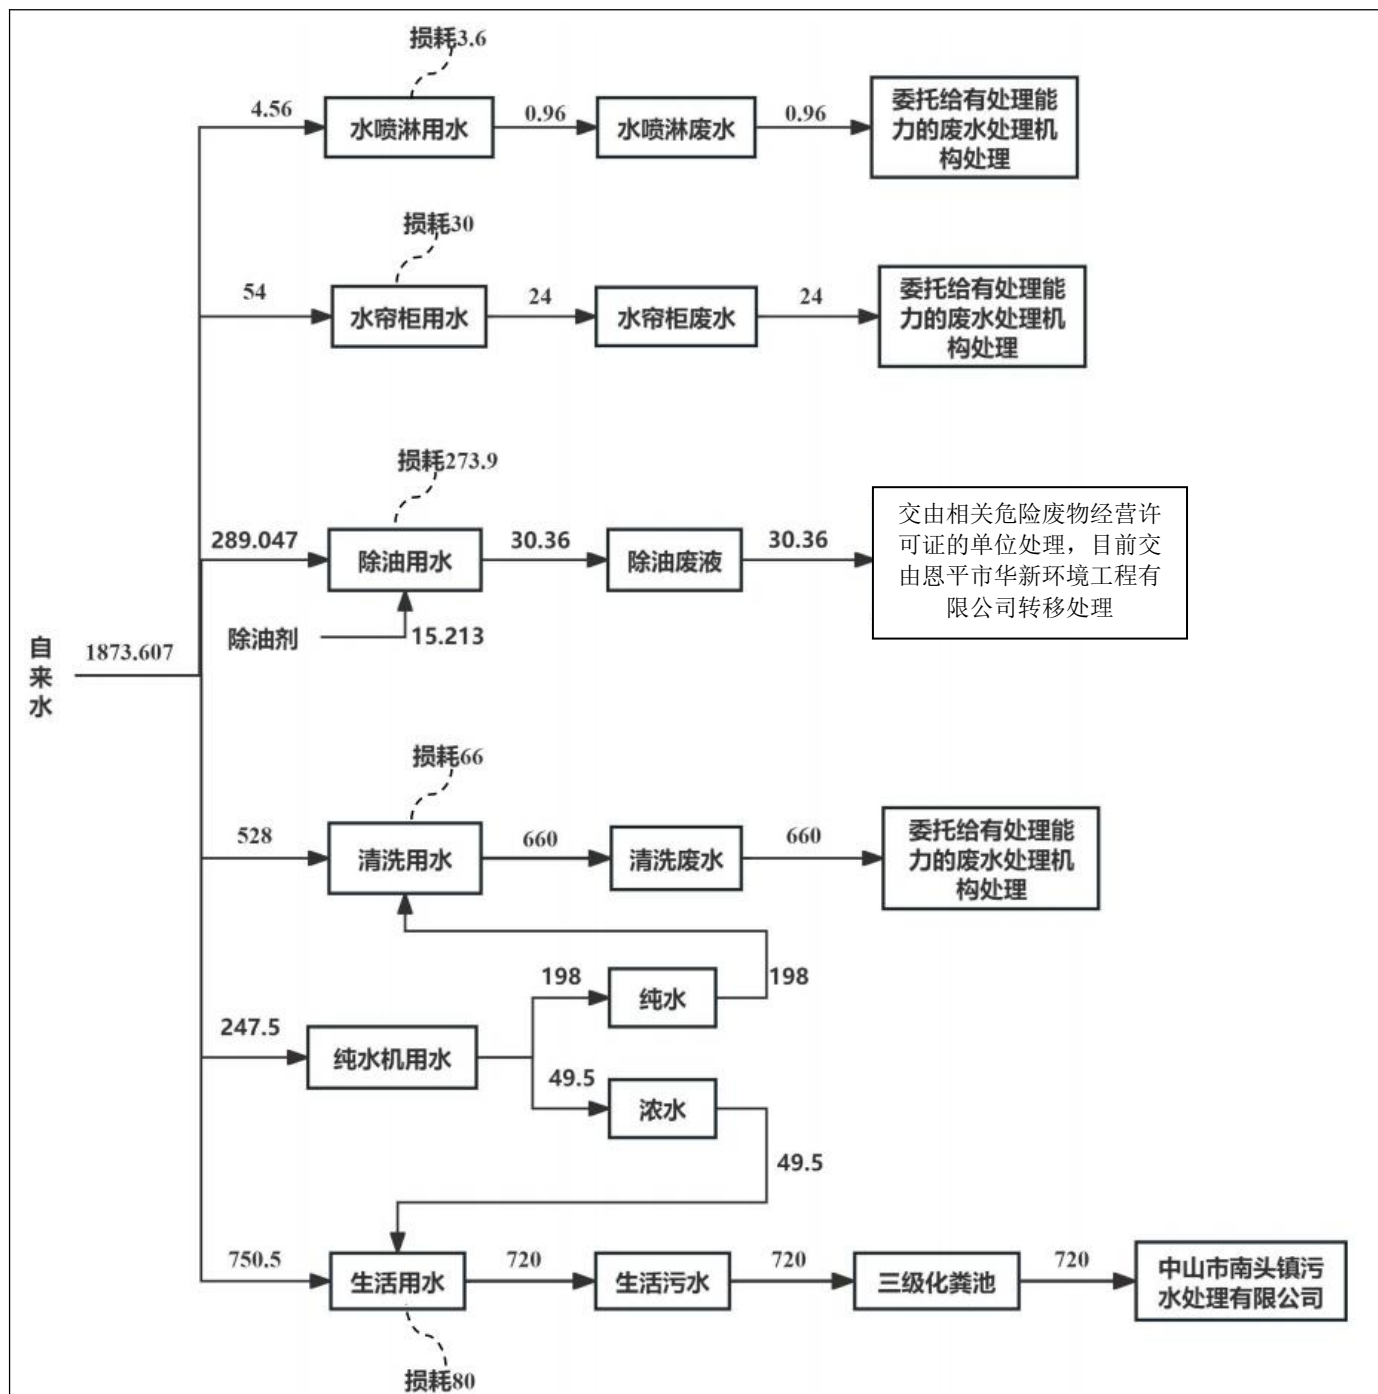 损耗3.6
4.56
水喷淋用水
0.96
水喷淋废水
0.96
委托给有处理能
力的废水处理机
构处理
损耗30
54
水帘柜用水
24
水帘柜废水
24
委托给有处理能
力的废水处理机
构处理
损耗273.9
289.047
除油用水
30.36
除油废液
30.36
交由相关危险废物经营许
可证的单位处理，目前交
由恩平市华新环境工程有
限公司转移处理
除油剂
15.213
自来水
1873.607
损耗66
528
清洗用水
660
清洗废水
660
委托给有处理能
力的废水处理机
构处理
198
纯水
198
247.5
纯水机用水
49.5
浓水
49.5
750.5
生活用水
720
生活污水
720
三级化粪池
720
中山市南头镇污
水处理有限公司
损耗80